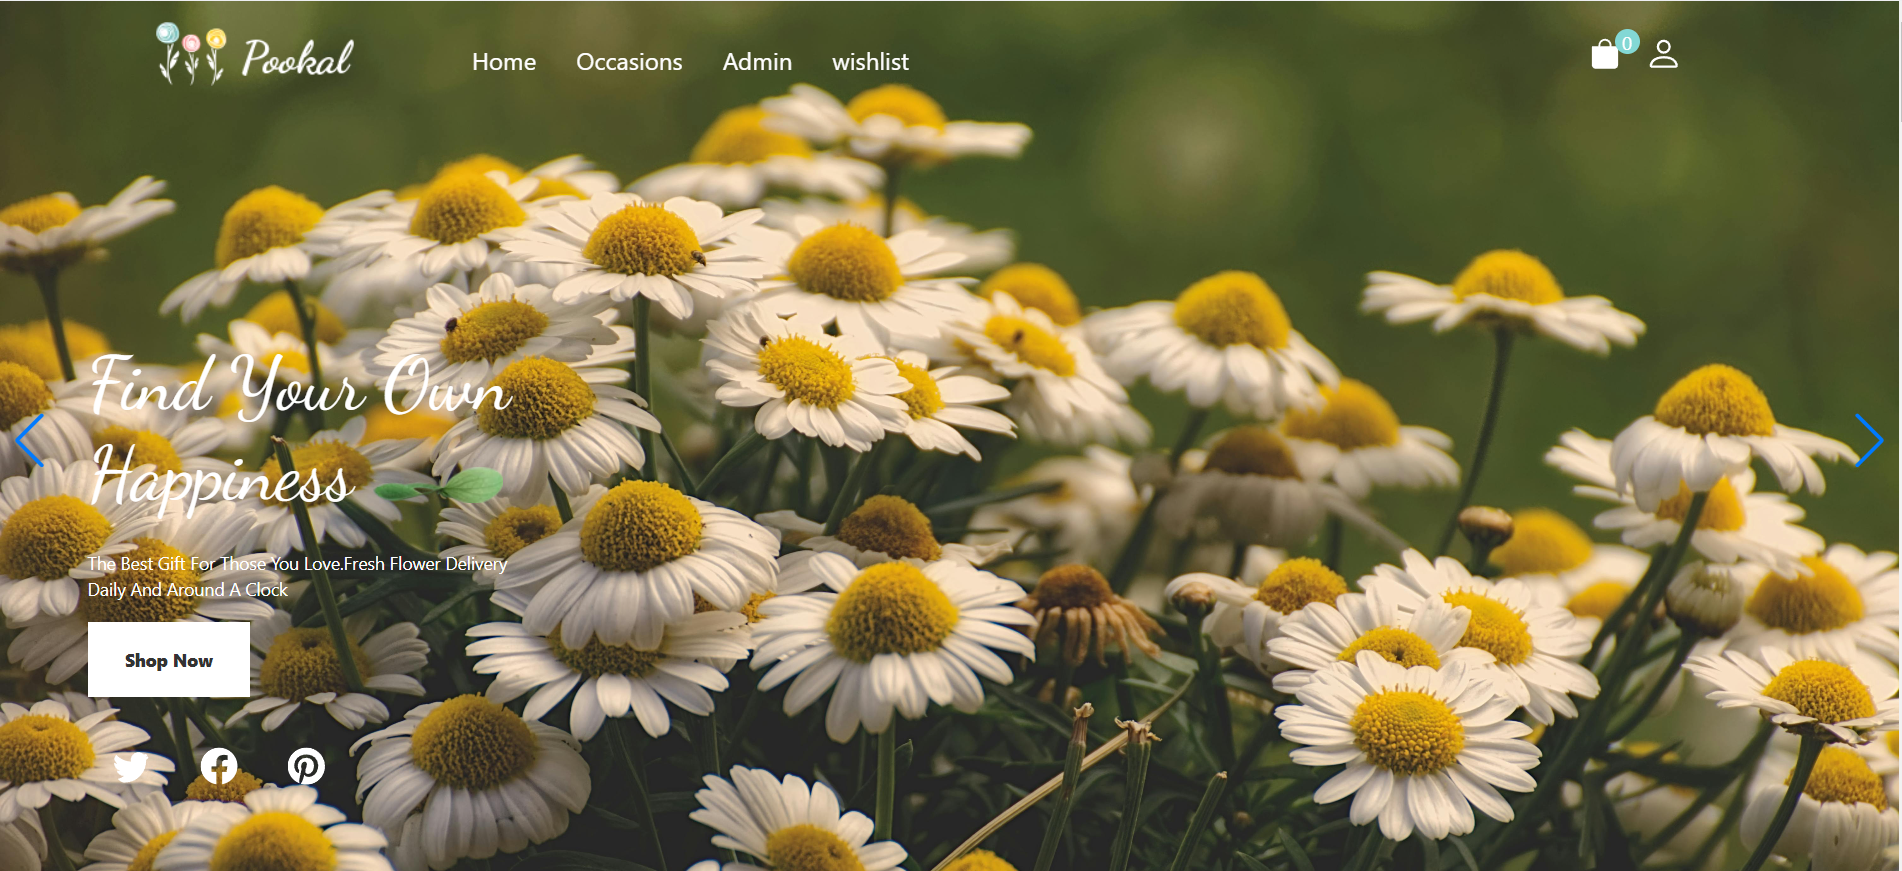 Pookal
Home Occasions Admin wishlist
0
Find Your Own
Happiness
The Best Gift For Those You Love.Fresh Flower Delivery
Daily And Around A Clock
Shop Now